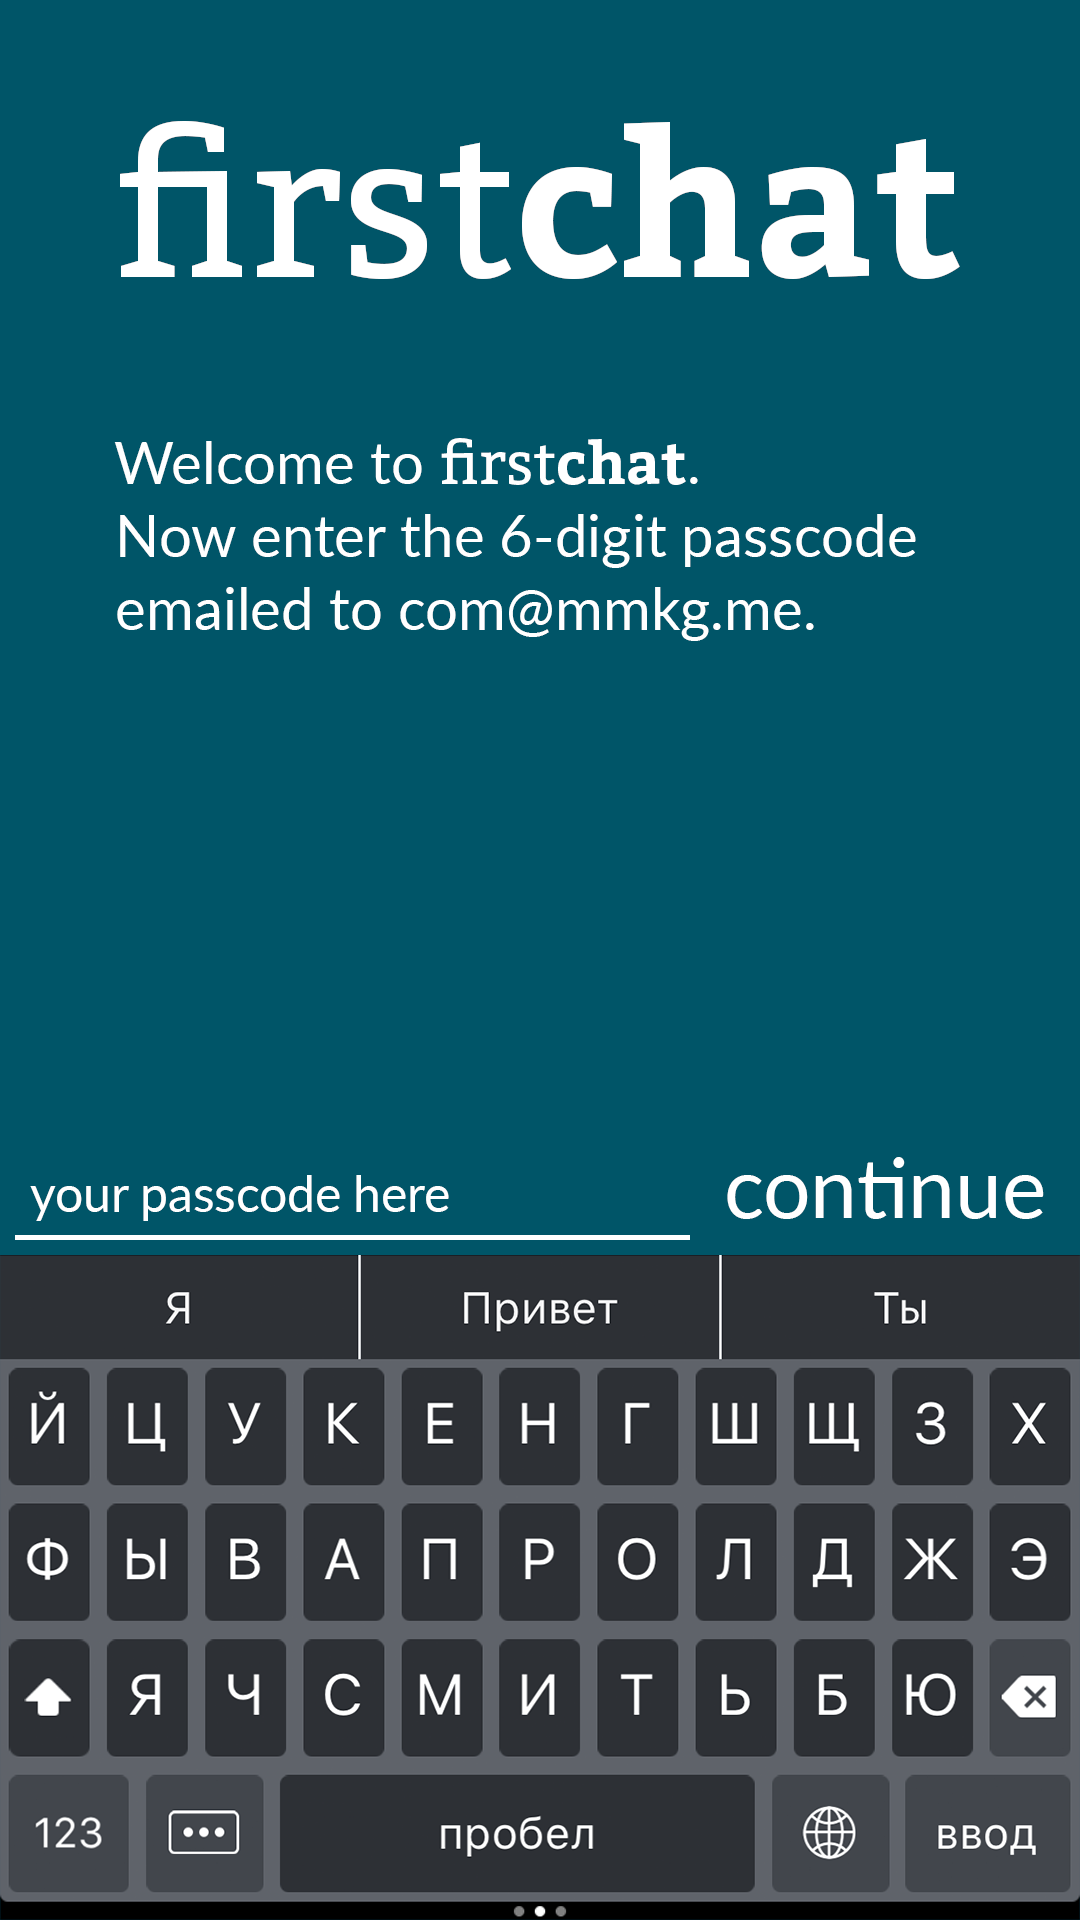 firstchat
Welcome to firstchat.
Now enter the 6-digit passcode
emailed to com@mmkg.me.
your passcode here
continue
Я Привет Ты
Й Ц У К Е Н Г Ш Щ З Х
Ф Ы В А П Р О Л Д Ж Э
Я Ч С М И Т Ь Б Ю
123 пробел ввод